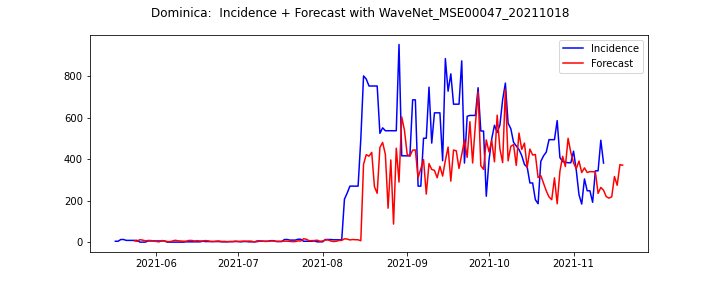 Dominica:  Incidence + Forecast with WaveNet_MSE00047_20211018
Incidence
Forecast
800
600
400
200
0
2021-06 2021-07 2021-08 2021-09 2021-10 2021-11